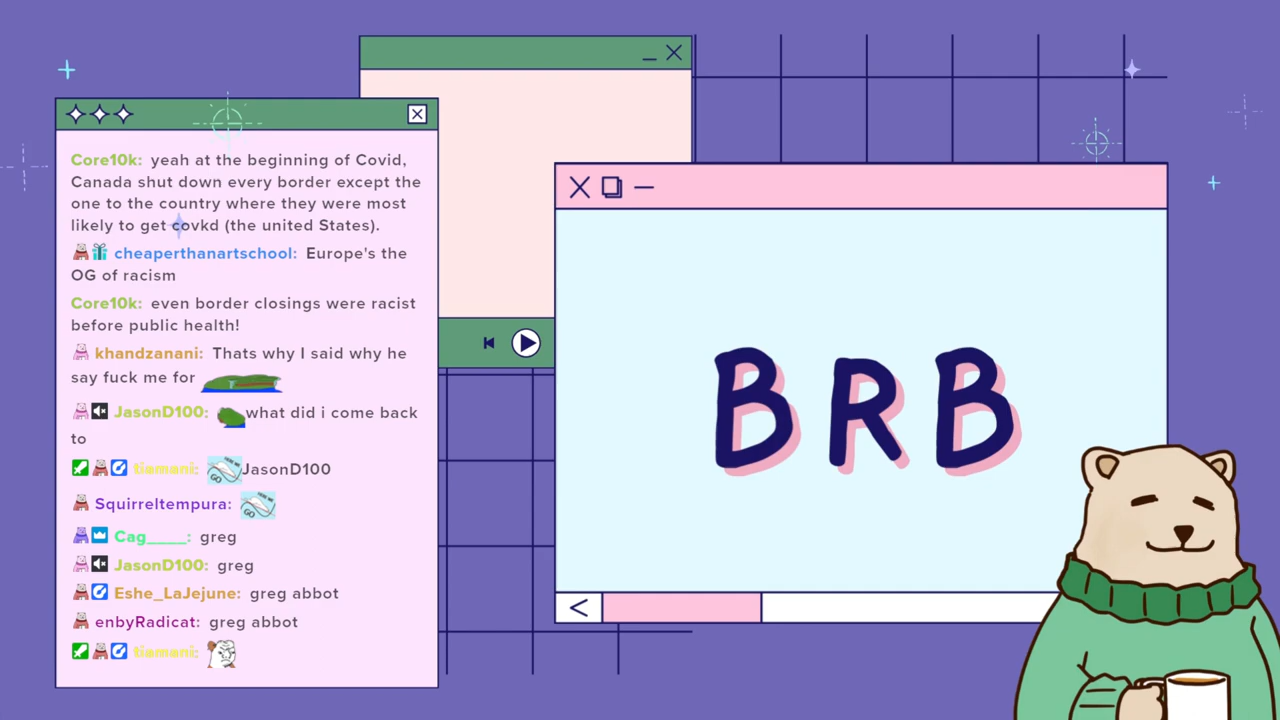 Core10k: yeah at the beginning of Covid,
Canada shut down every border except the
one to the country where they were most
likely to get covkd (the united States).
cheaperthanartschool: Europe's the
OG of racism
Core10k: even border closings were racist
before public health!
khandzanani: Thats why I said why he
say fuck me for
JasonD100: what did i come back
to
JasonD100
Squirreltempura:
Cag____: greg
JasonD100: greg
Eshe_LaJejune: greg abbot
enbyRadicat: greg abbot
BRB